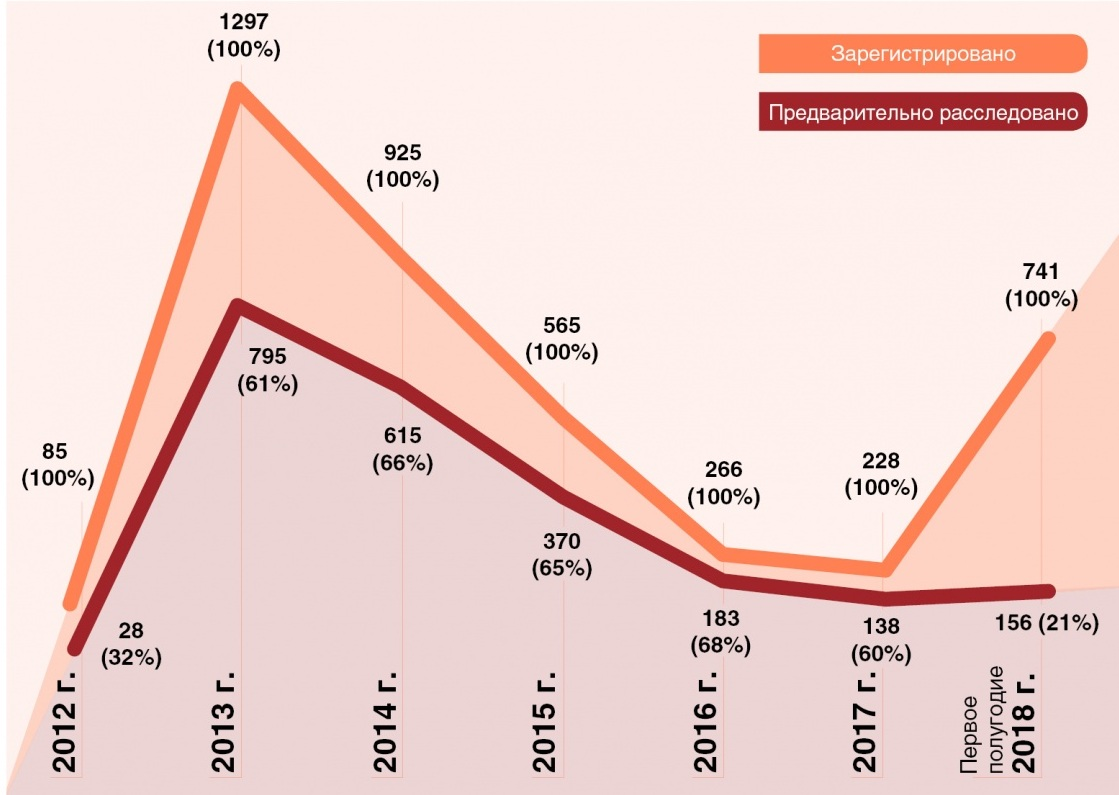 Зарегистрировано
Предварительно расследовано
1297
(100%)
925
(100%)
741
(100%)
565
(100%)
795
(61%)
615
(66%)
85
(100%)
266
(100%)
228
(100%)
370
(65%)
28
(32%)
183
(68%)
138
(60%)
156 (21%)
2012 г.
2013 г.
2014 г.
2015 г.
2016 г.
2017 г.
Первое
полугодие
2018 г.